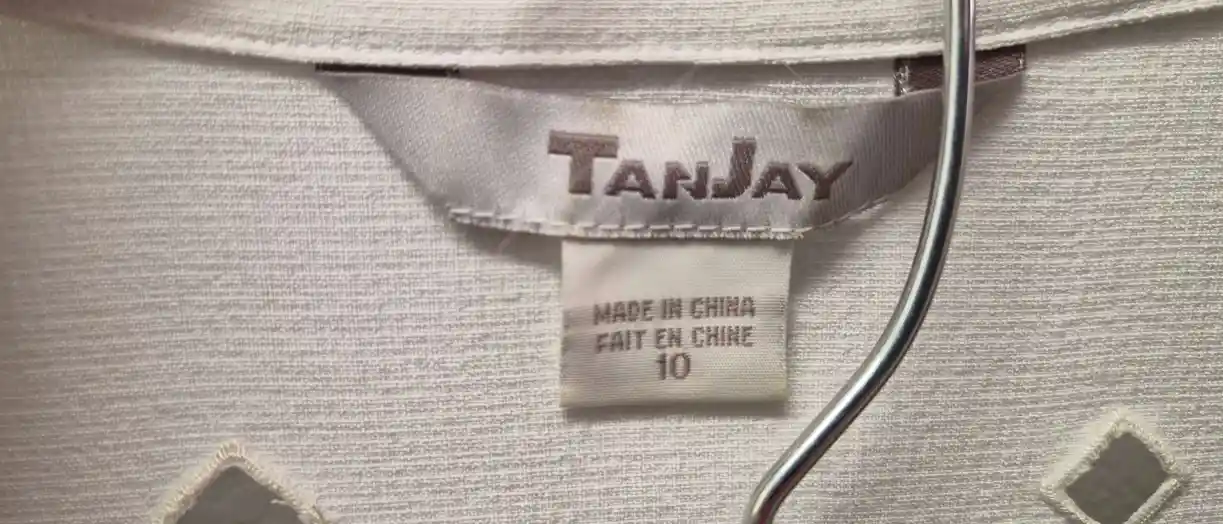 TANJAY
MADE IN CHINA
FAIT EN CHINE
10